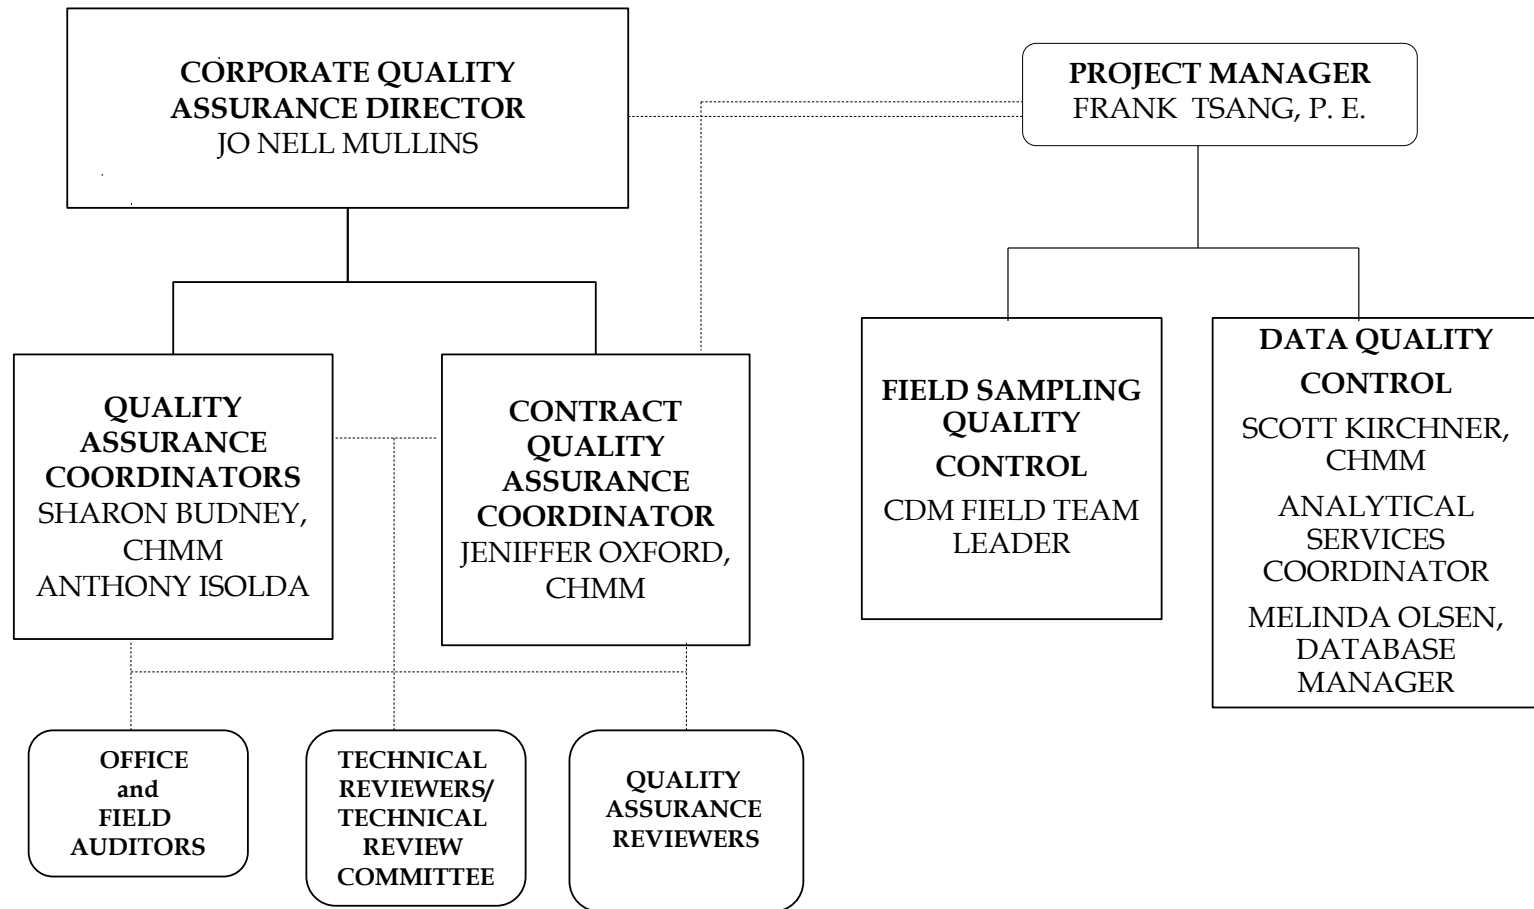 CORPORATE QUALITY
ASSURANCE DIRECTOR
JO NELL MULLINS
PROJECT MANAGER
FRANK TSANG, P. E.
QUALITY
ASSURANCE
COORDINATORS
SHARON BUDNEY,
CHMM
ANTHONY ISOLDA
CONTRACT
QUALITY
ASSURANCE
COORDINATOR
JENIFFER OXFORD,
CHMM
FIELD SAMPLING
QUALITY
CONTROL
CDM FIELD TEAM
LEADER
DATA QUALITY
CONTROL
SCOTT KIRCHNER,
CHMM
ANALYTICAL
SERVICES
COORDINATOR
MELINDA OLSEN,
DATABASE
MANAGER
OFFICE
and
FIELD
AUDITORS
TECHNICAL
REVIEWERS/
TECHNICAL
REVIEW
COMMITTEE
QUALITY
ASSURANCE
REVIEWERS